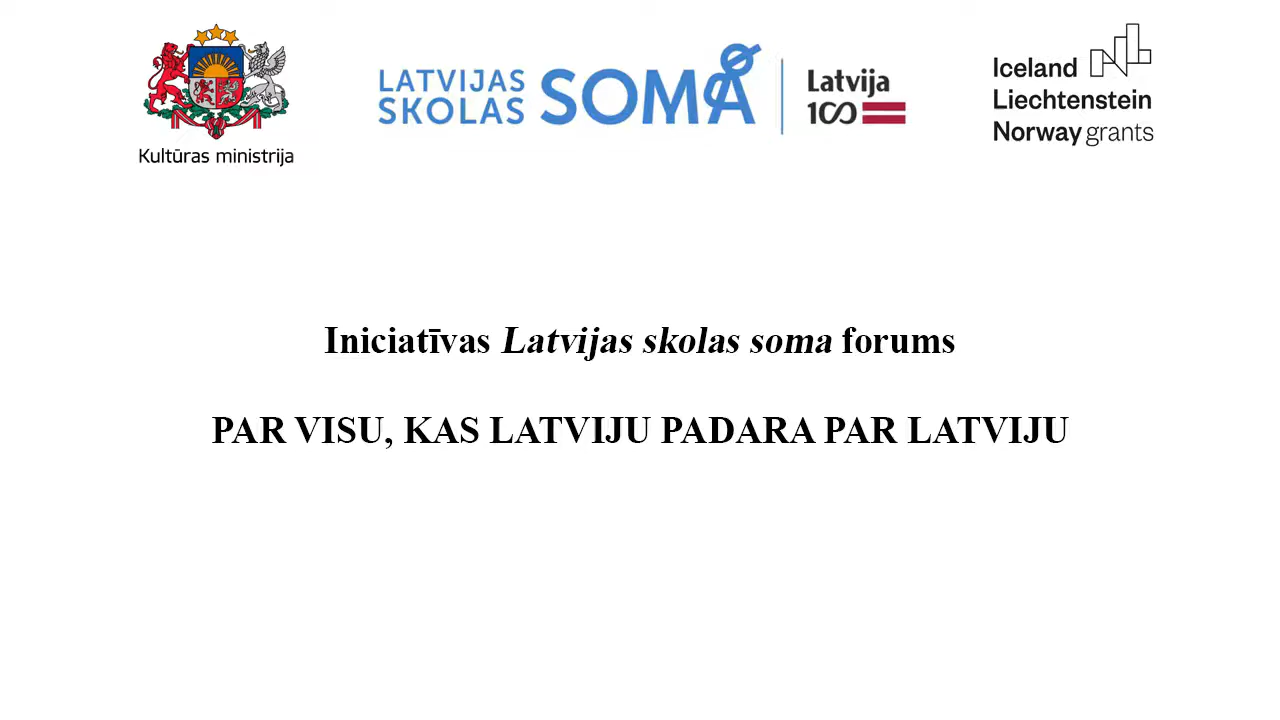 Kultūras ministrija
LATVIJAS
SKOLAS
SOMA
Latvija
100
Iceland
Liechtenstein
Norway grants
Iniciatīvas Latvijas skolas soma forums
PAR VISU, KAS LATVIJU PADARA PAR LATVIJU